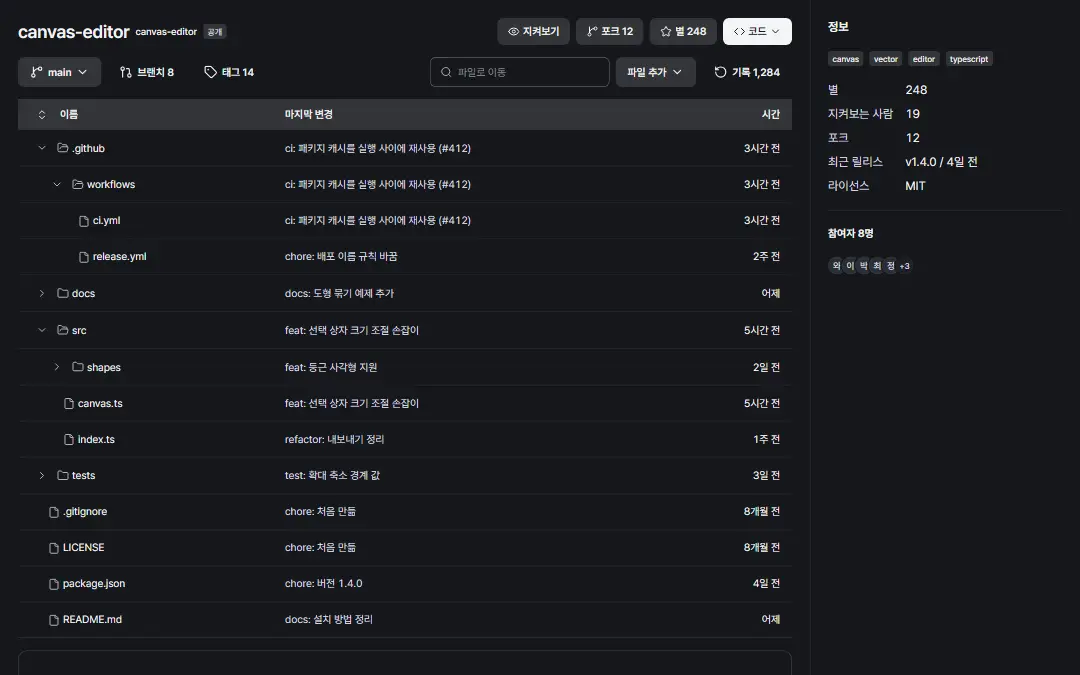 canvas-editor canvas-editor 공개
지켜보기 포크 12 별 248 코드
main 브랜치 8 태그 14 파일로 이동 파일 추가 기록 1,284
이름 마지막 변경 시간
.github ci: 패키지 캐시를 실행 사이에 재사용 (#412) 3시간 전
workflows ci: 패키지 캐시를 실행 사이에 재사용 (#412) 3시간 전
ci.yml ci: 패키지 캐시를 실행 사이에 재사용 (#412) 3시간 전
release.yml chore: 배포 이름 규칙 바꿈 2주 전
docs docs: 도형 묶기 예제 추가 어제
src feat: 선택 상자 크기 조절 손잡이 5시간 전
shapes feat: 둥근 사각형 지원 2일 전
canvas.ts feat: 선택 상자 크기 조절 손잡이 5시간 전
index.ts refactor: 내보내기 정리 1주 전
tests test: 확대 축소 경계 값 3일 전
.gitignore chore: 처음 만듦 8개월 전
LICENSE chore: 처음 만듦 8개월 전
package.json chore: 버전 1.4.0 4일 전
README.md docs: 설치 방법 정리 어제
정보
canvas vector editor typescript
별 248
지켜보는 사람 19
포크 12
최근 릴리스 v1.4.0 / 4일 전
라이선스 MIT
참여자 8명
외 이 박 최 정 +3